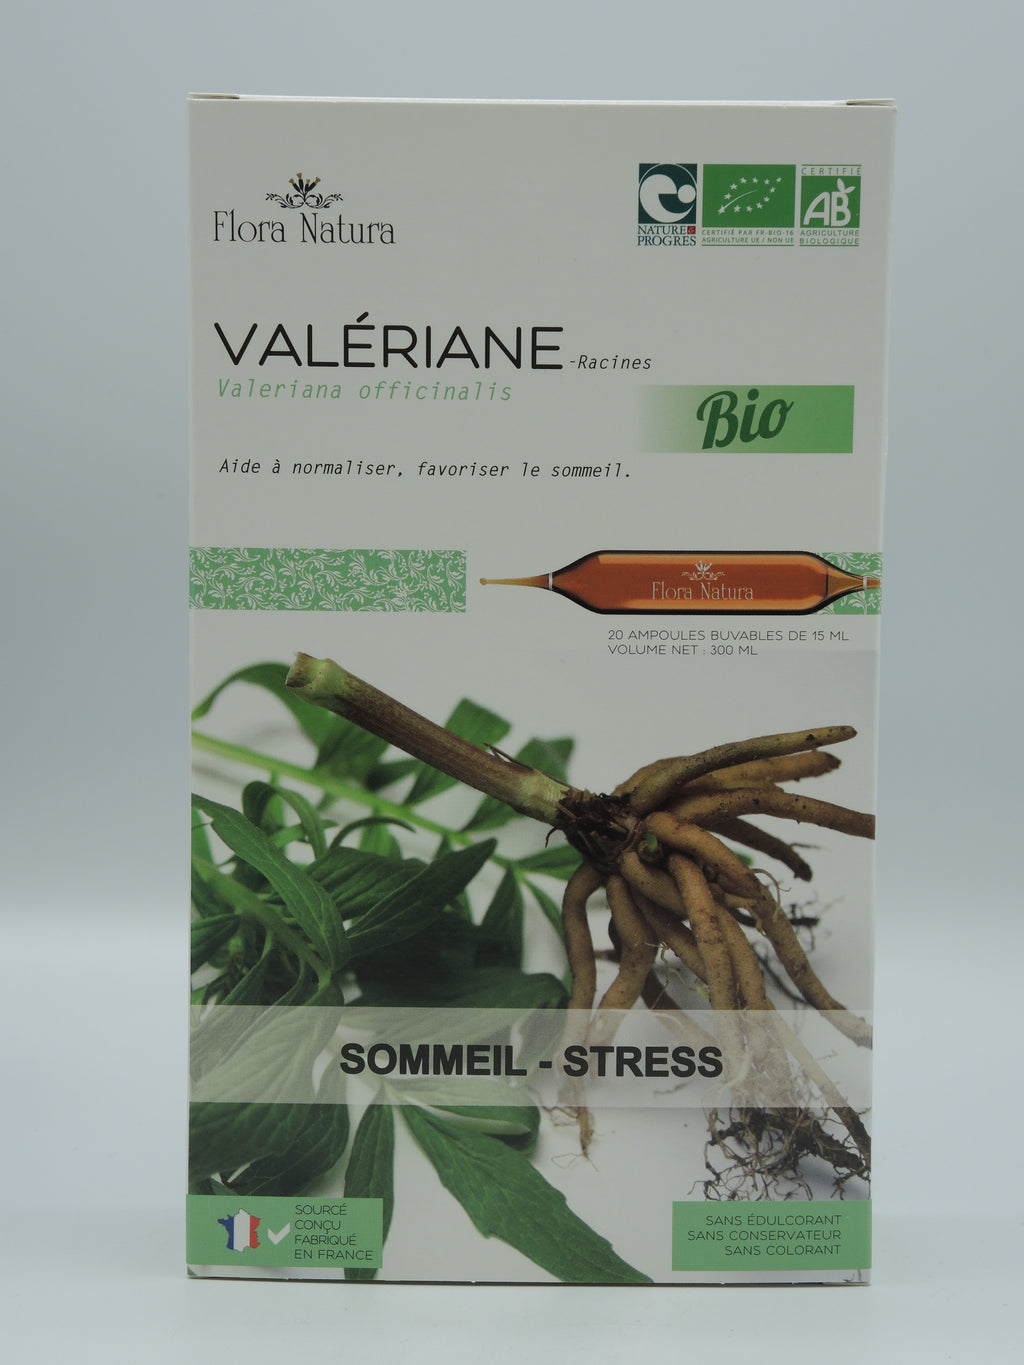 Flora Natura
NATURE & PROGRÈS
CERTIFIÉ PAR FR-BIO-16
AGRICULTURE UE / NON UE
CERTIFIÉ
AB
AGRICULTURE
BIOLOGIQUE
VALÉRIANE -Racines
Valeriana officinalis
Bio
Aide à normaliser, favoriser le sommeil.
Flora Natura
20 AMPOULES BUVABLES DE 15 ML
VOLUME NET : 300 ML
SOMMEIL - STRESS
SOURCÉ
CONÇU
FABRIQUÉ
EN FRANCE
SANS ÉDULCORANT
SANS CONSERVATEUR
SANS COLORANT